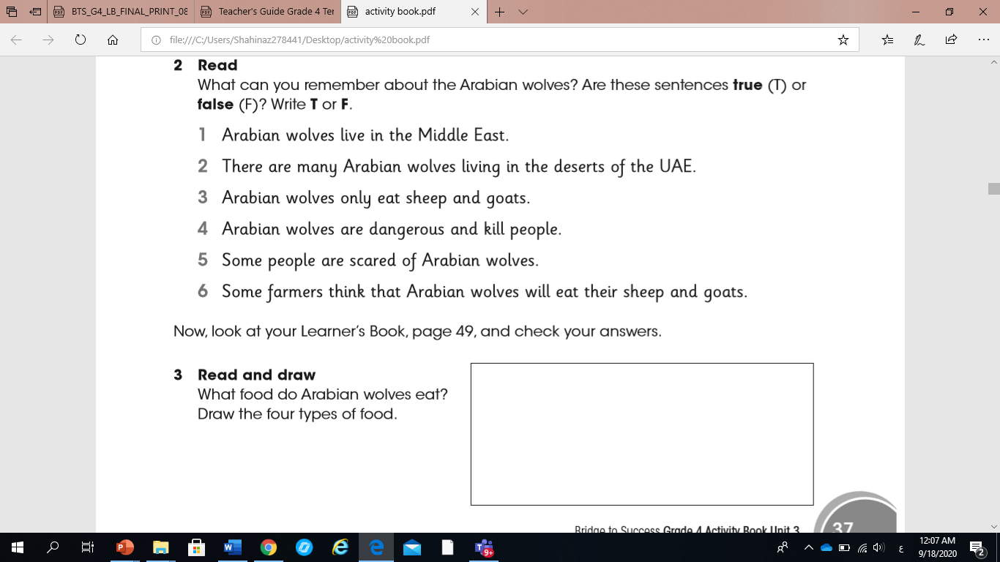 BTS_G4_LB_FINAL_PRINT_08
Teacher's Guide Grade 4 Ter
activity book.pdf
file:///C:/Users/Shahinaz278441/Desktop/activity%20book.pdf
2 Read
What can you remember about the Arabian wolves? Are these sentences true (T) or
false (F)? Write T or F.
1 Arabian wolves live in the Middle East.
2 There are many Arabian wolves living in the deserts of the UAE.
3 Arabian wolves only eat sheep and goats.
4 Arabian wolves are dangerous and kill people.
5 Some people are scared of Arabian wolves.
6 Some farmers think that Arabian wolves will eat their sheep and goats.
Now, look at your Learner's Book, page 49, and check your answers.
3 Read and draw
What food do Arabian wolves eat?
Draw the four types of food.
Bridge to Success Grade 4 Activity Book Unit 3
37
9+
ع
12:07 AM
9/18/2020
2